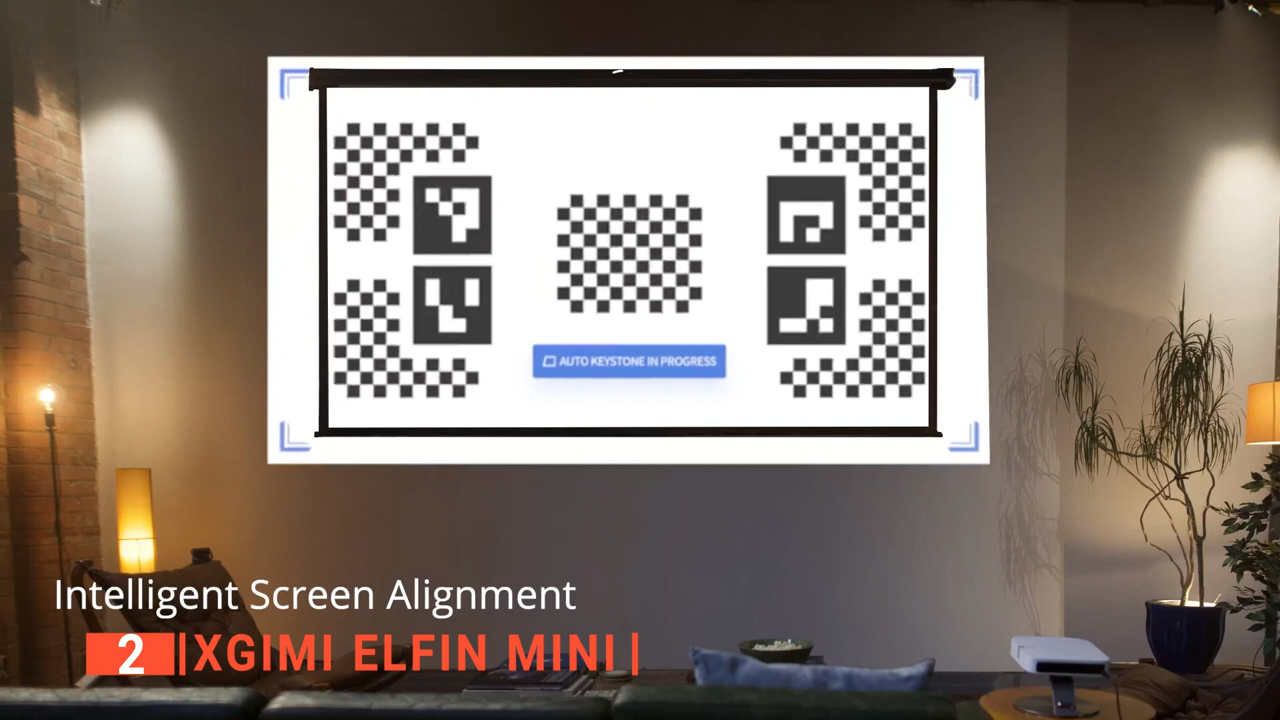 AUTO KEYSTONE IN PROGRESS
Intelligent Screen Alignment
2 |XGIMI ELFIN MINI|